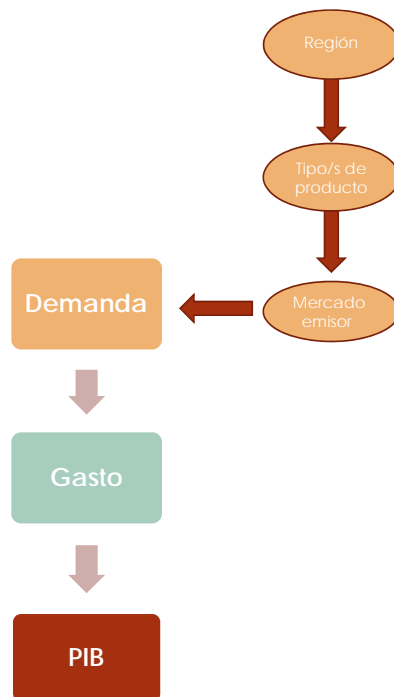 Región
Tipo/s de
producto
Mercado
emisor
Demanda
Gasto
PIB